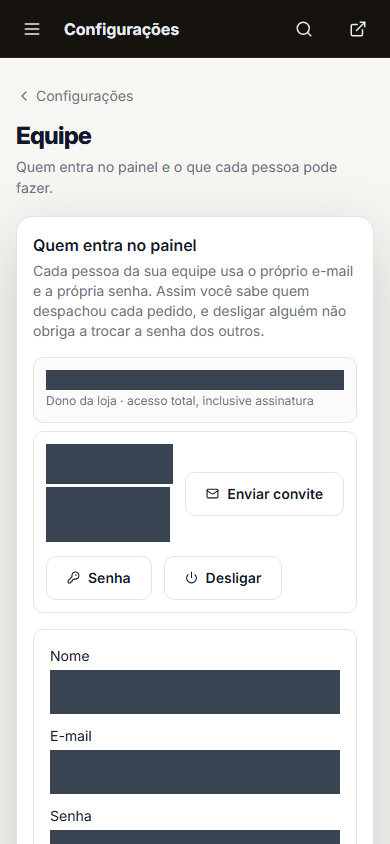 Configurações
Configurações
Equipe
Quem entra no painel e o que cada pessoa pode
fazer.
Quem entra no painel
Cada pessoa da sua equipe usa o próprio e-mail
e a própria senha. Assim você sabe quem
despachou cada pedido, e desligar alguém não
obriga a trocar a senha dos outros.
Dono da loja · acesso total, inclusive assinatura
Enviar convite
Senha
Desligar
Nome
E-mail
Senha